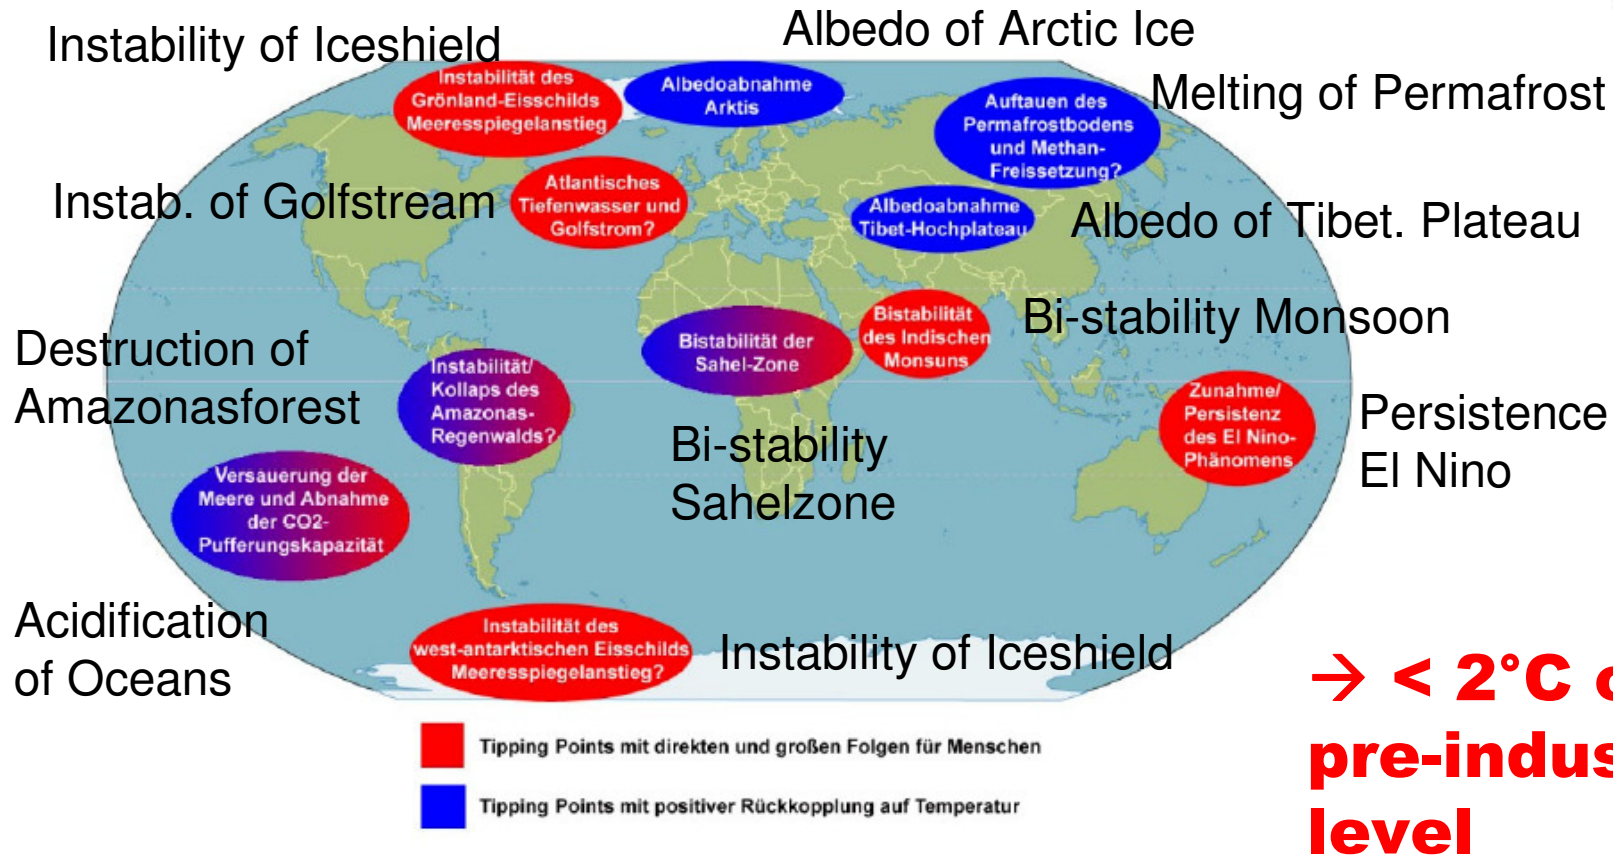 Instability of Iceshield
Albedo of Arctic Ice
Instabilität des
Grönland-Eisschilds
Meeresspiegelanstieg
Albedoabnahme
Arktis
Auftauen des
Permafrostbodens
und Methan-
Freissetzung?
Melting of Permafrost
Instab. of Golfstream
Atlantisches
Tiefenwasser und
Golfstrom?
Albedoabnahme
Tibet-Hochplateau
Albedo of Tibet. Plateau
Destruction of
Amazonasforest
Instabilität/
Kollaps des
Amazonas-
Regenwalds?
Bistabilität der
Sahel-Zone
Bistabilität
des Indischen
Monsuns
Bi-stability Monsoon
Bi-stability
Sahelzone
Zunahme/
Persistenz
des El Nino-
Phänomens
Persistence
El Nino
Versauerung der
Meere und Abnahme
der CO2-
Pufferungskapazität
Acidification
of Oceans
Instabilität des
west-antarktischen Eisschilds
Meeresspiegelanstieg?
Instability of Iceshield
→ < 2°C
pre-indus
level
Tipping Points mit direkten und großen Folgen für Menschen
Tipping Points mit positiver Rückkopplung auf Temperatur